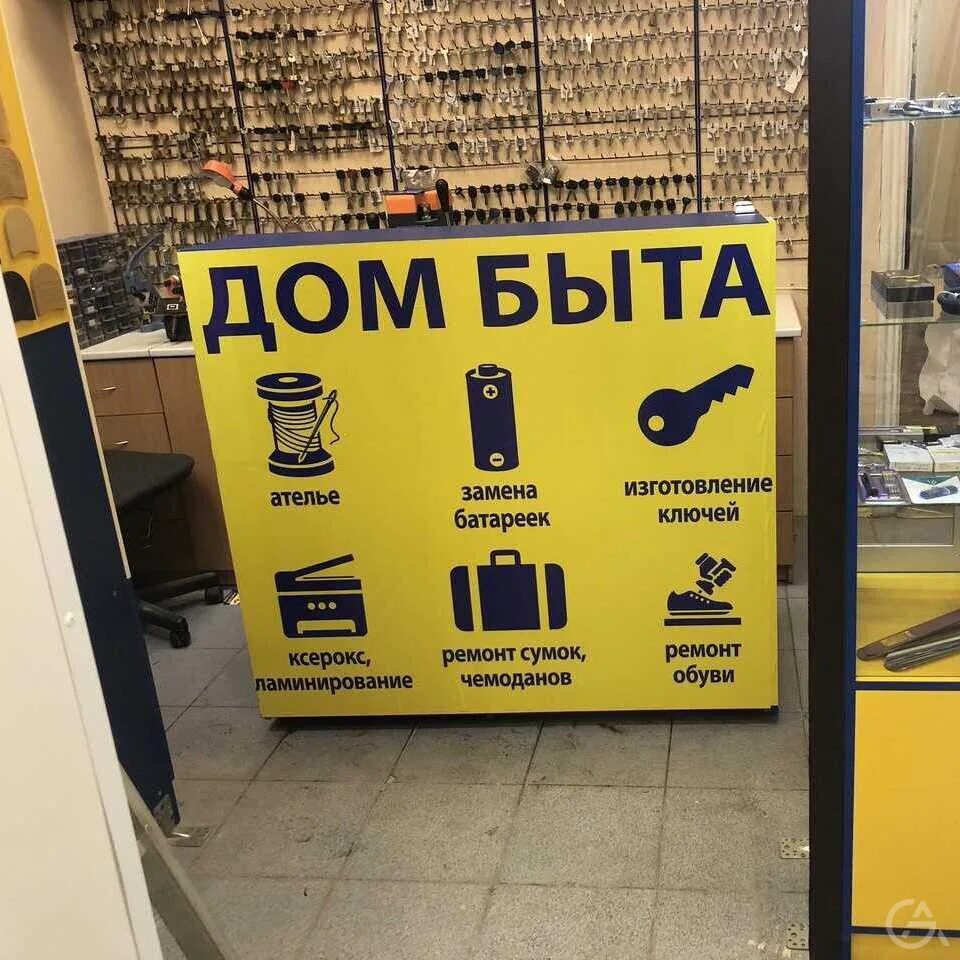 ДОМ БЫТА
ателье
замена
батареек
изготовление
ключей
ксерокс,
ламинирование
ремонт сумок,
чемоданов
ремонт
обуви